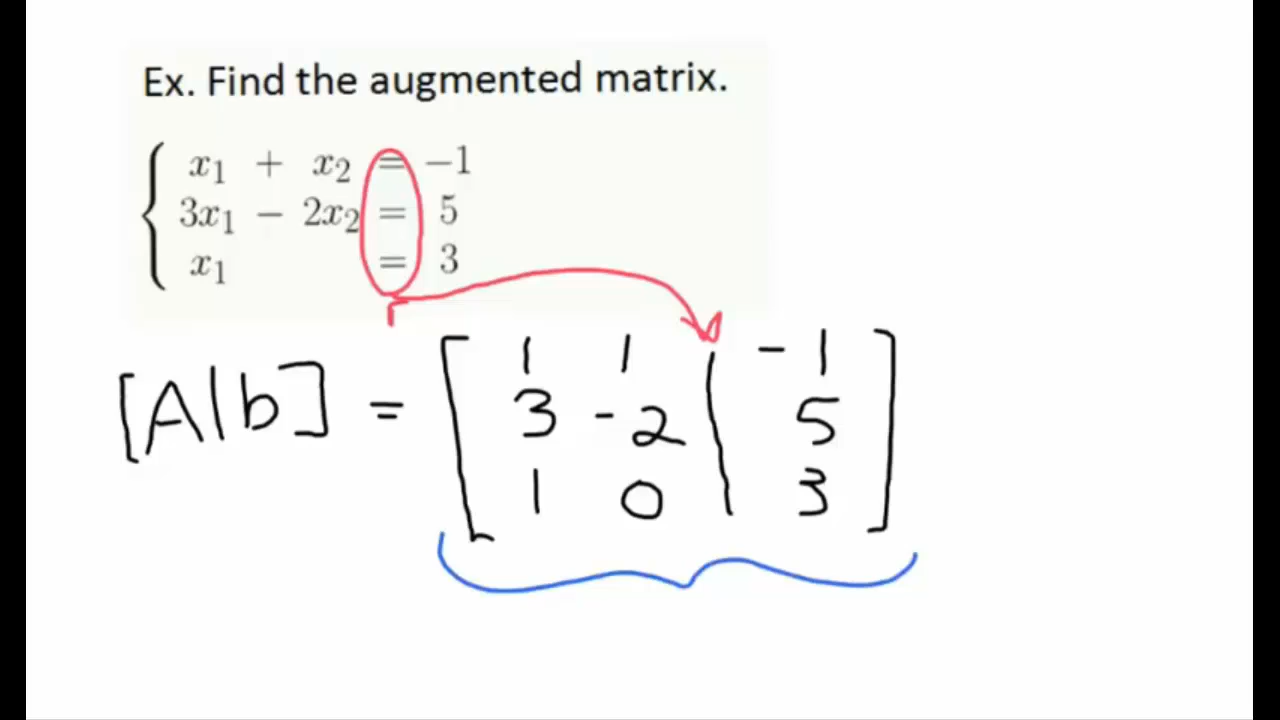 Ex. Find the augmented matrix.
x₁ + x₂ = −1
3x₁ − 2x₂ = 5
x₁ = 3
[A|b] = [ 1 1 | -1
3 -2 | 5
1 0 | 3 ]